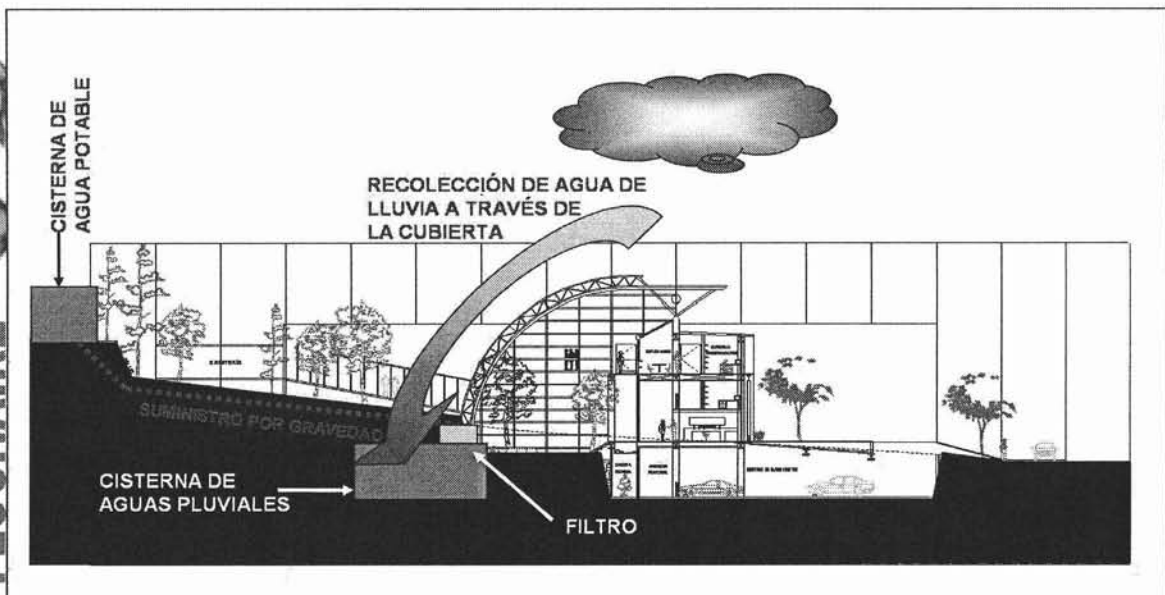 CISTERNA DE
AGUA POTABLE
RECOLECCIÓN DE AGUA DE
LLUVIA A TRAVÉS DE
LA CUBIERTA
SUMINISTRO POR GRAVEDAD
CISTERNA DE
AGUAS PLUVIALES
FILTRO